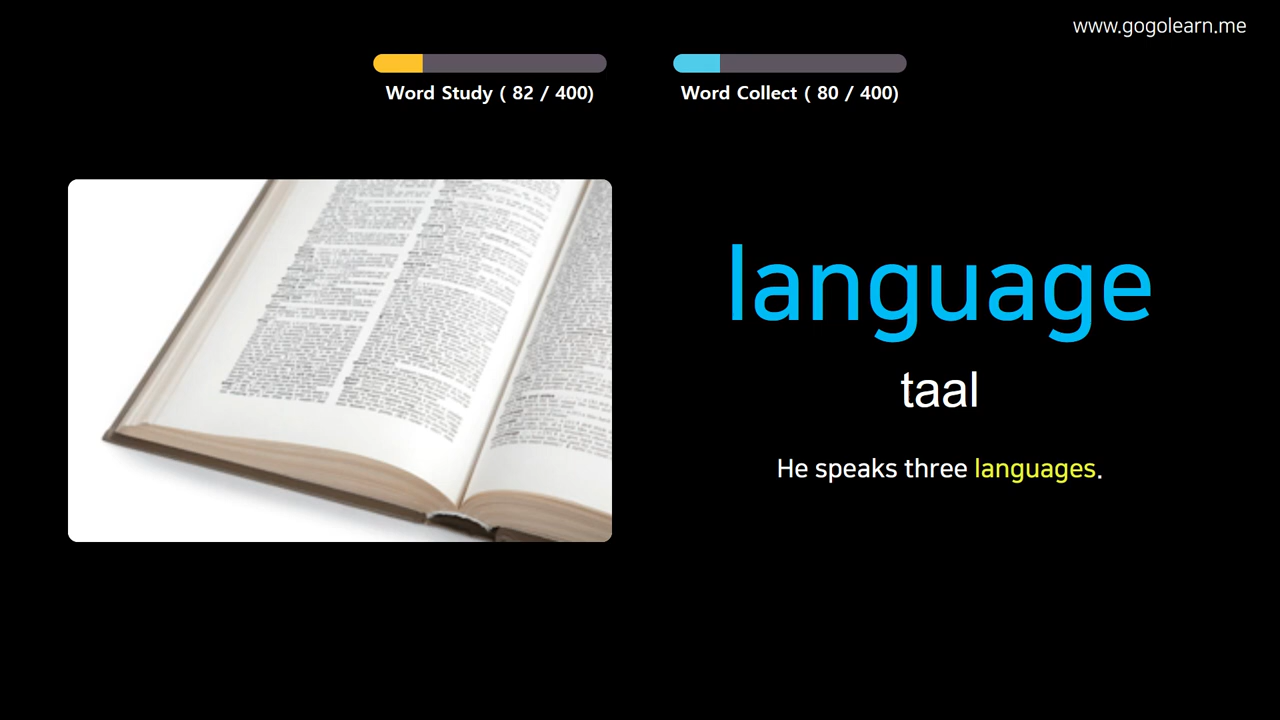 www.gogolearn.me
Word Study ( 82 / 400)
Word Collect ( 80 / 400)
language
taal
He speaks three languages.